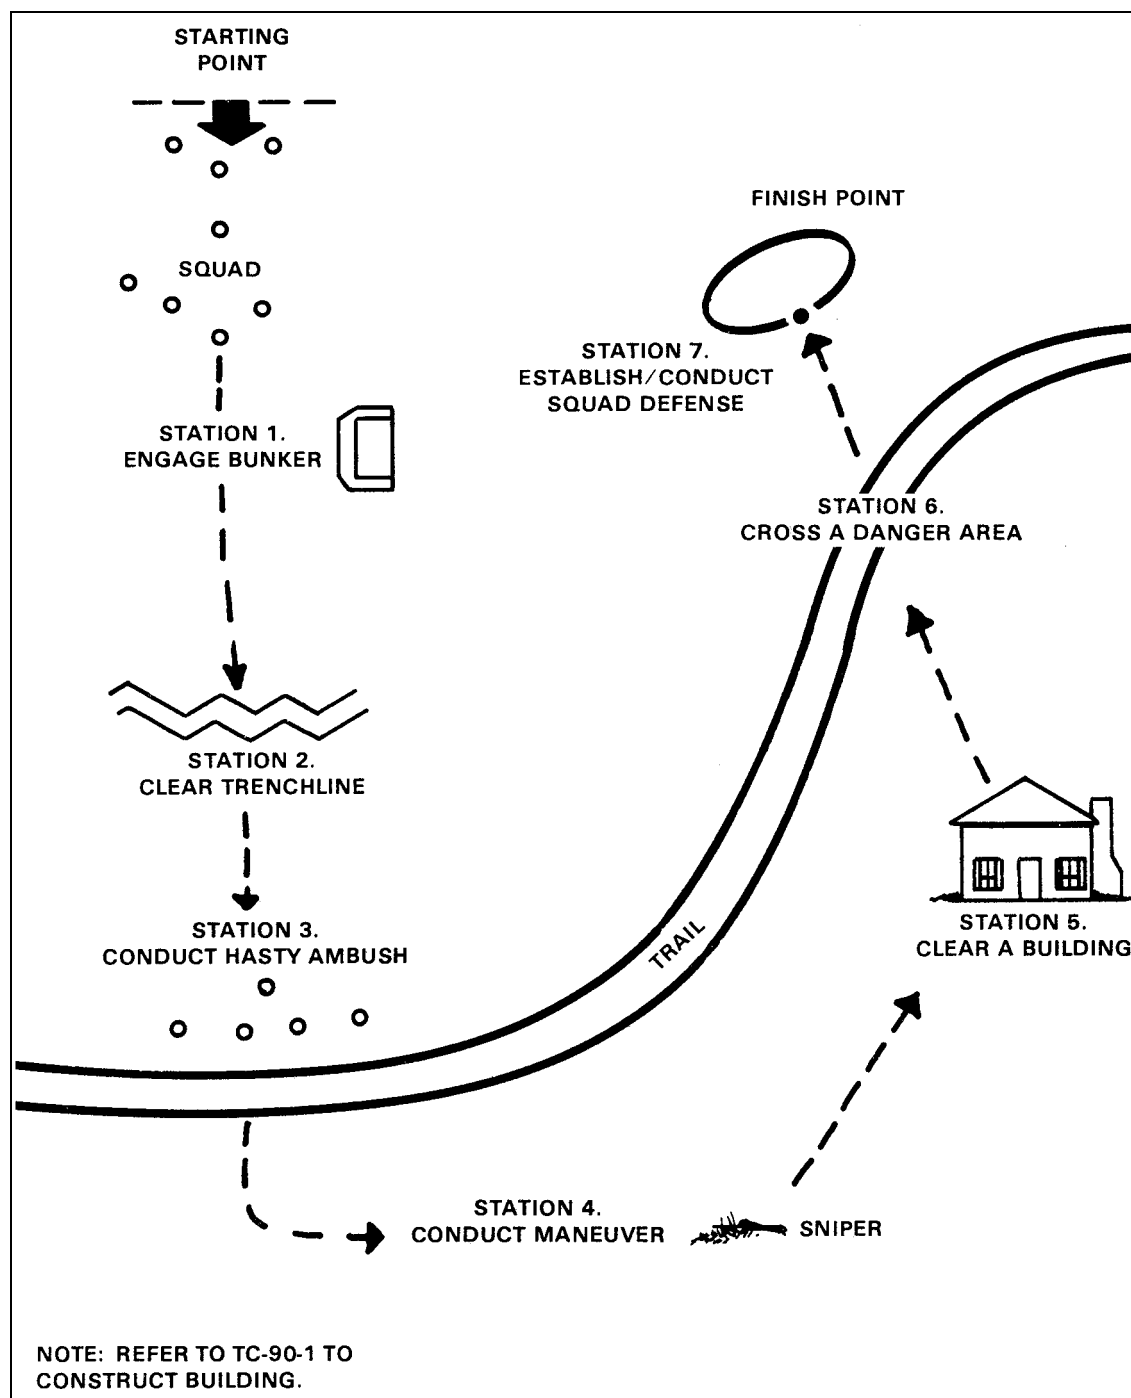 STARTING
POINT
SQUAD
STATION 1.
ENGAGE BUNKER
STATION 2.
CLEAR TRENCHLINE
STATION 3.
CONDUCT HASTY AMBUSH
TRAIL
STATION 4.
CONDUCT MANEUVER
SNIPER
STATION 5.
CLEAR A BUILDING
STATION 6.
CROSS A DANGER AREA
STATION 7.
ESTABLISH/CONDUCT
SQUAD DEFENSE
FINISH POINT
NOTE: REFER TO TC-90-1 TO
CONSTRUCT BUILDING.